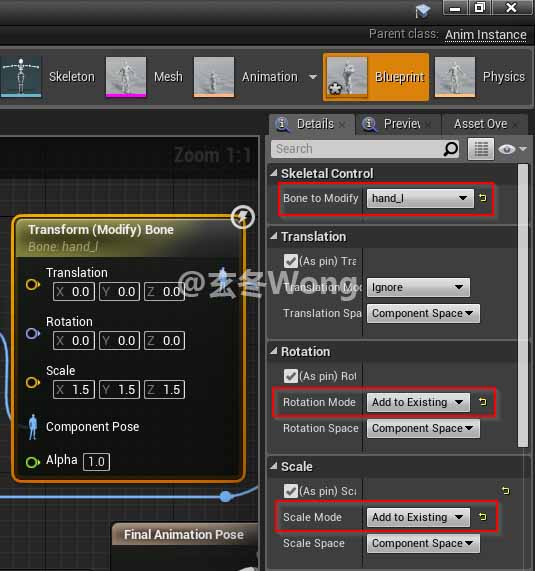 Parent class: Anim Instance
Skeleton
Mesh
Animation
Blueprint
Physics
Details
Asset Ove
Zoom 1:1
Search
Skeletal Control
Bone to Modify
hand_l
Transform (Modify) Bone
Bone: hand_l
Translation
(As pin) Tra
Translation
X 0.0 Y 0.0 Z 0.0
@玄冬Wong
Ignore
Translation Spa
Component Space
Rotation
X 0.0 Y 0.0 Z 0.0
Rotation
(As pin) Rot
Scale
X 1.5 Y 1.5 Z 1.5
Rotation Mode
Add to Existing
Component Pose
Rotation Space
Component Space
Alpha 1.0
Scale
(As pin) Sca
Scale Mode
Add to Existing
Final Animation Pose
Scale Space
Component Space